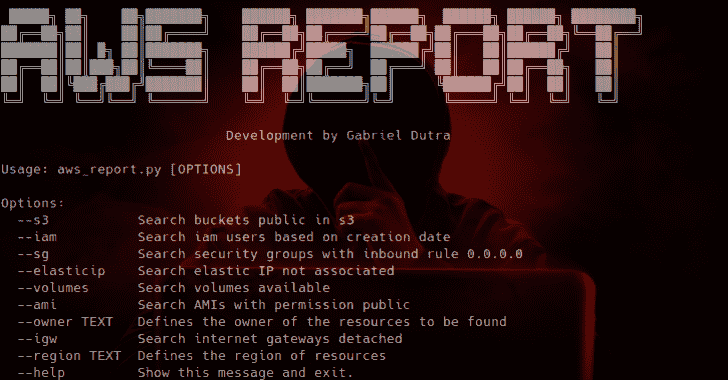 AWS REPORT
Development by Gabriel Dutra
Usage: aws_report.py [OPTIONS]
Options:
--s3 Search buckets public in s3
--iam Search iam users based on creation date
--sg Search security groups with inbound rule 0.0.0.0
--elasticip Search elastic IP not associated
--volumes Search volumes available
--ami Search AMIs with permission public
--owner TEXT Defines the owner of the resources to be found
--igw Search internet gateways detached
--region TEXT Defines the region of resources
--help Show this message and exit.